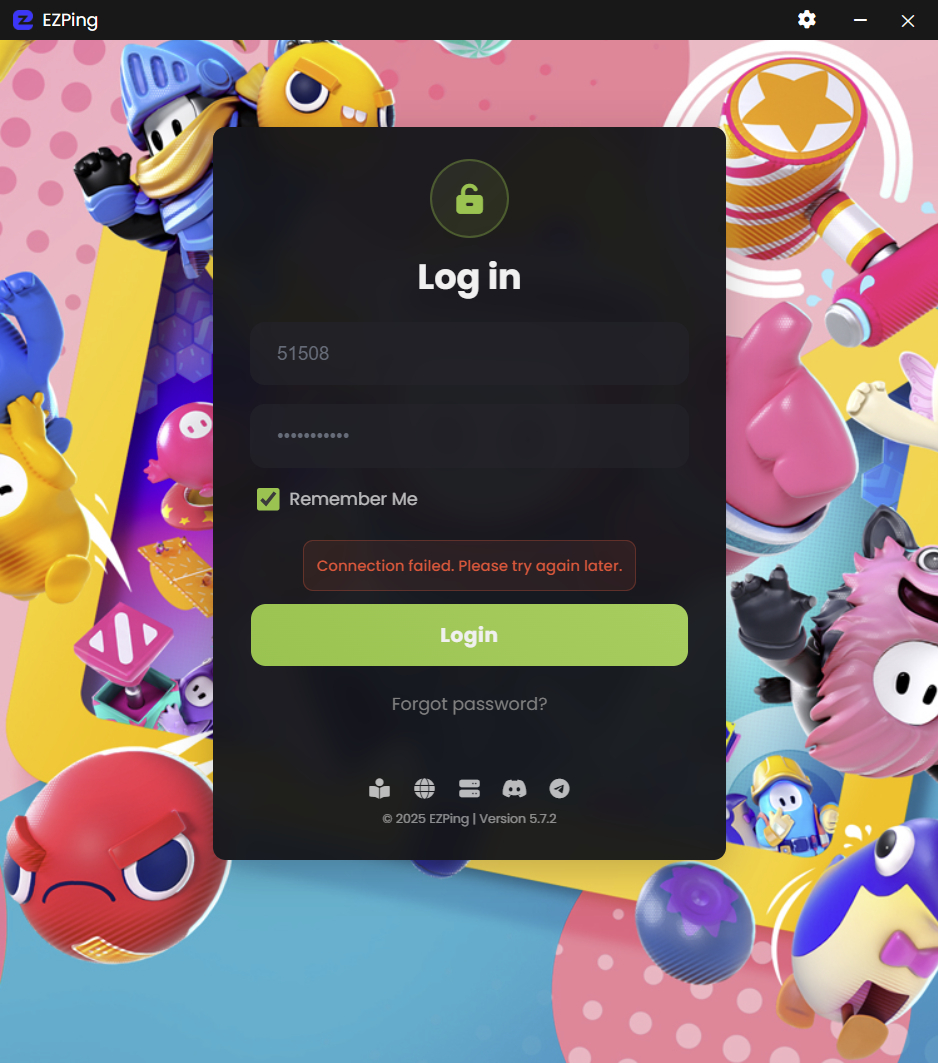 EZPing
Log in
51508
•••••••••••
Remember Me
Connection failed. Please try again later.
Login
Forgot password?
© 2025 EZPing | Version 5.7.2